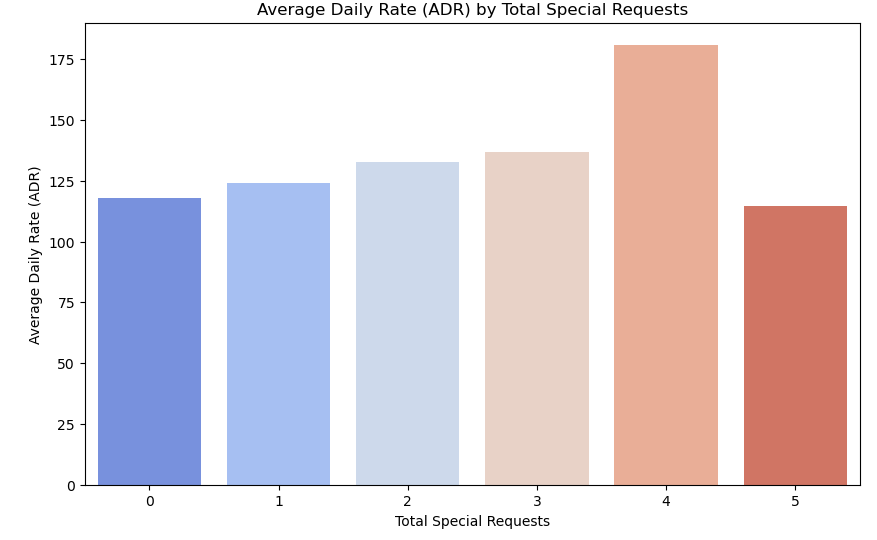 Average Daily Rate (ADR) by Total Special Requests
Average Daily Rate (ADR)
175
150
125
100
75
50
25
0
0 1 2 3 4 5
Total Special Requests